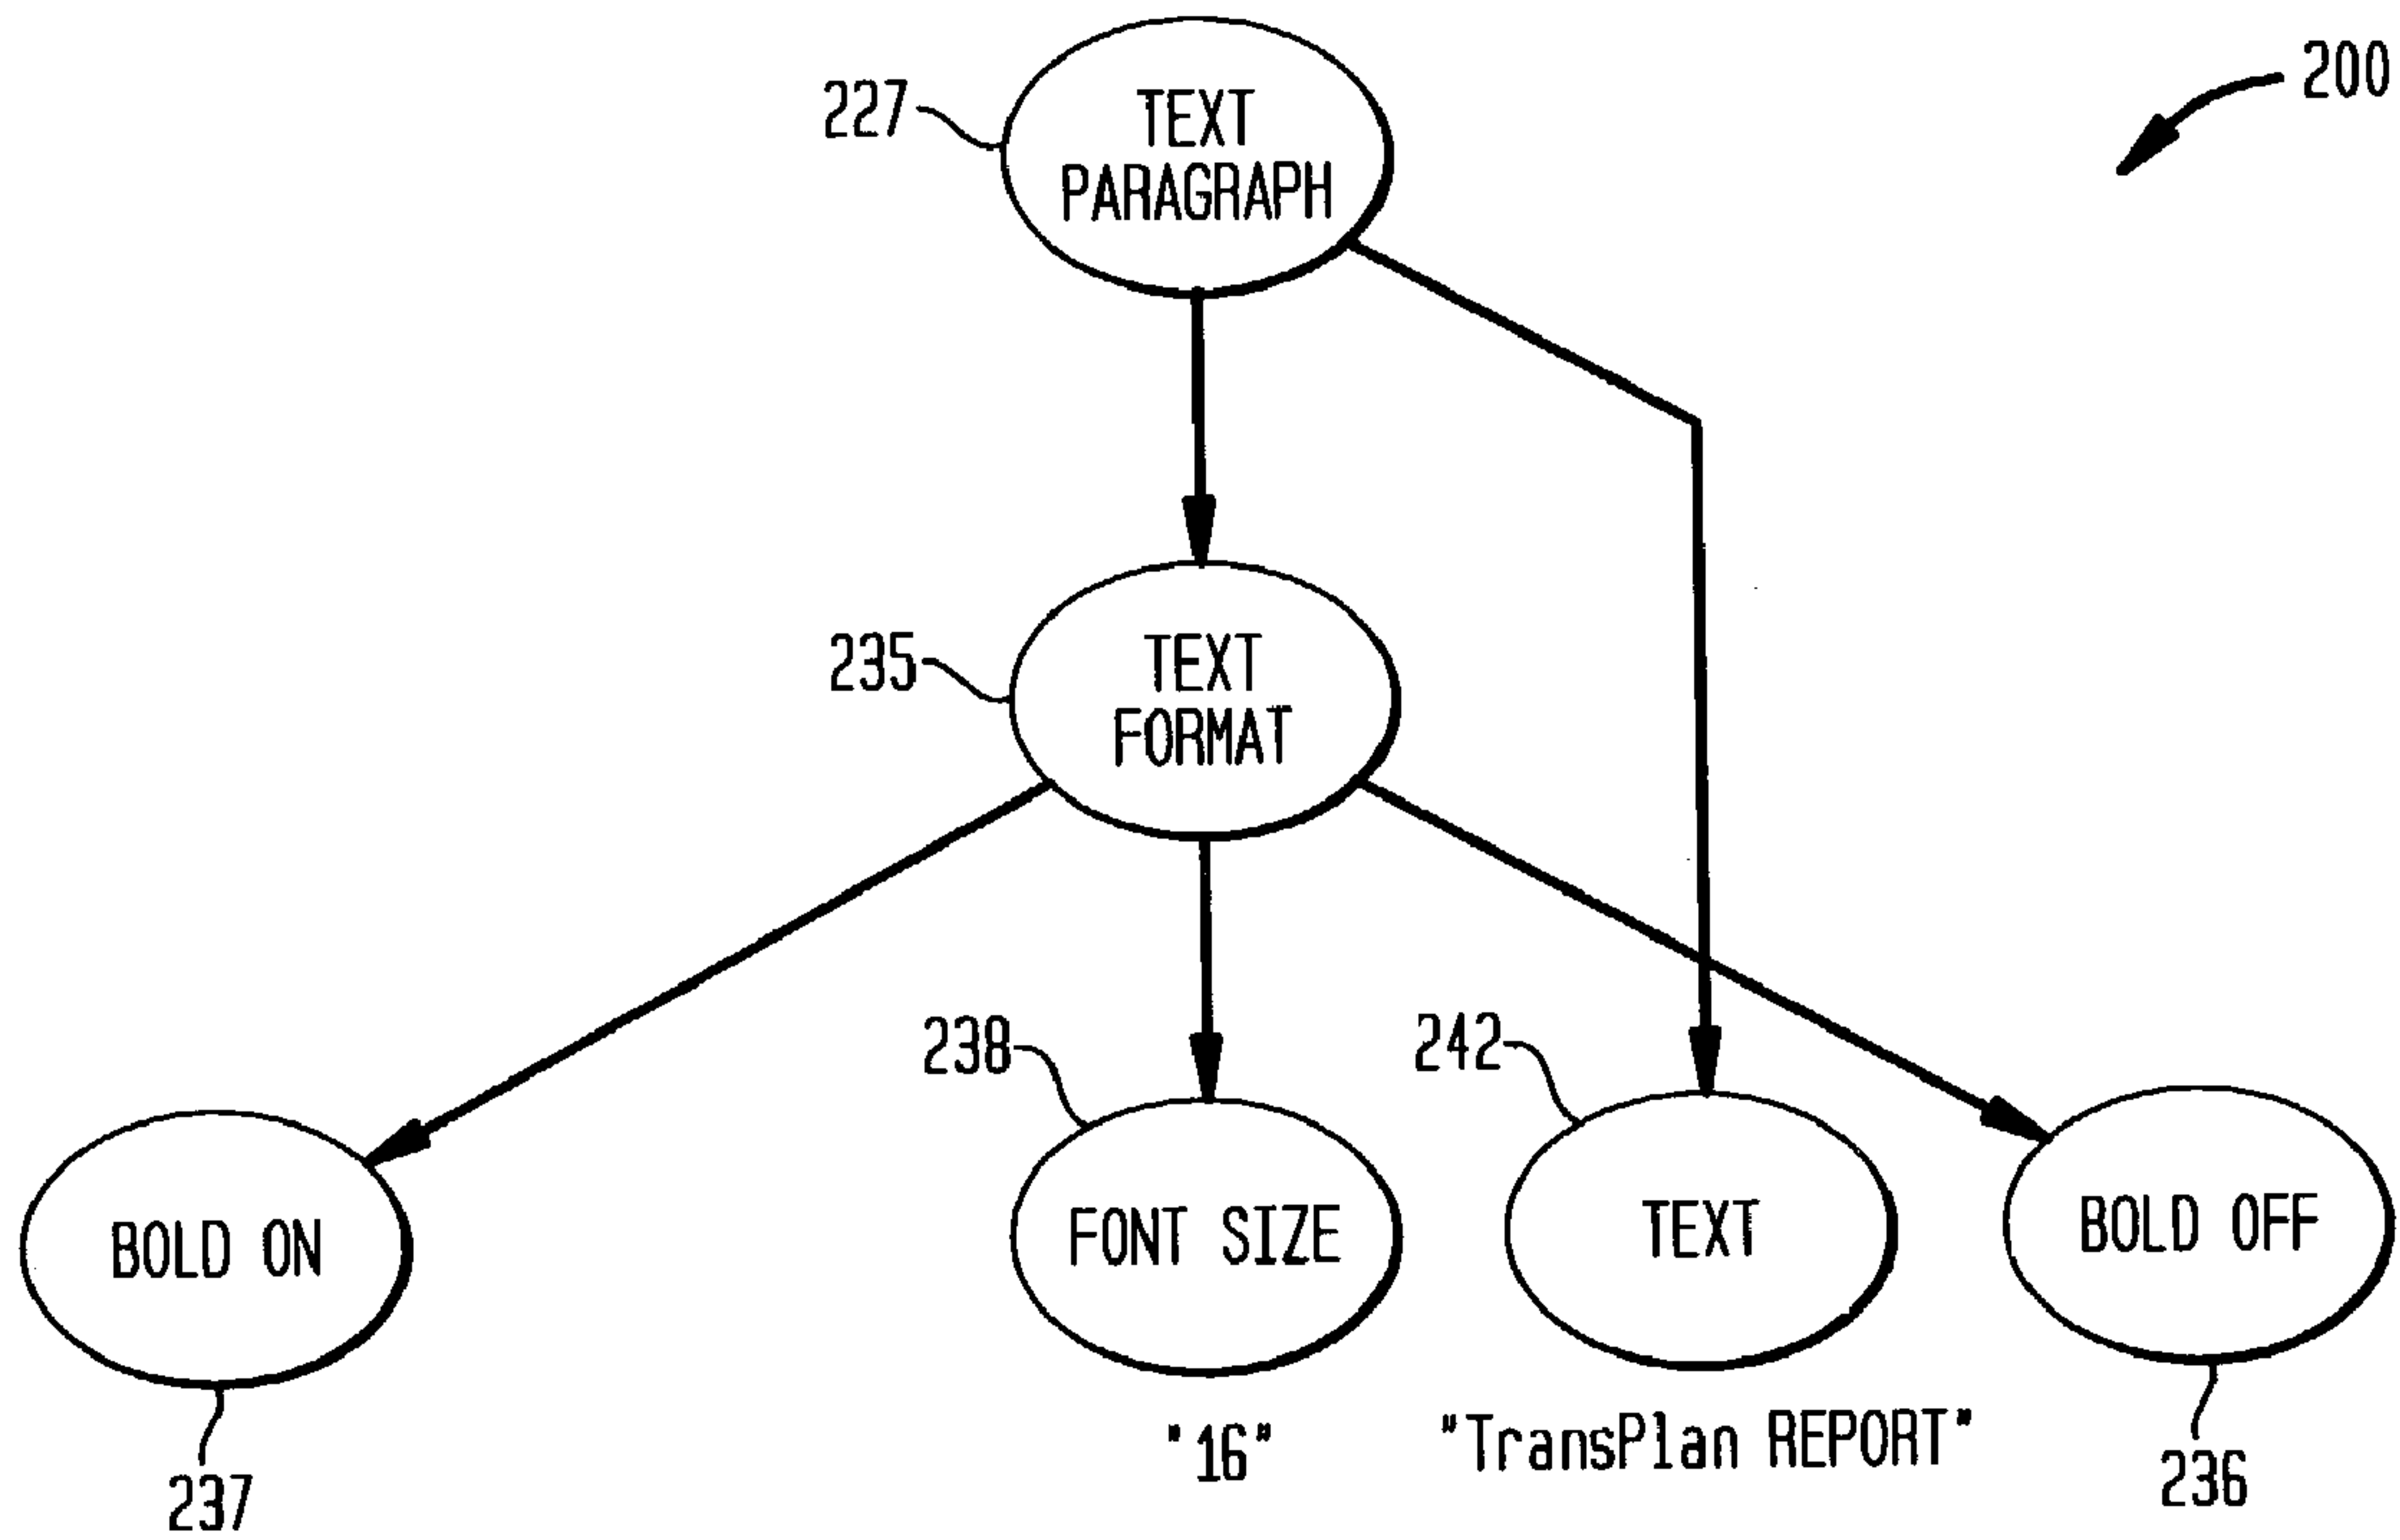 200
227
TEXT
PARAGRAPH
235
TEXT
FORMAT
238
242
BOLD ON
FONT SIZE
TEXT
BOLD OFF
"16"
"TransPlan REPORT"
237
236